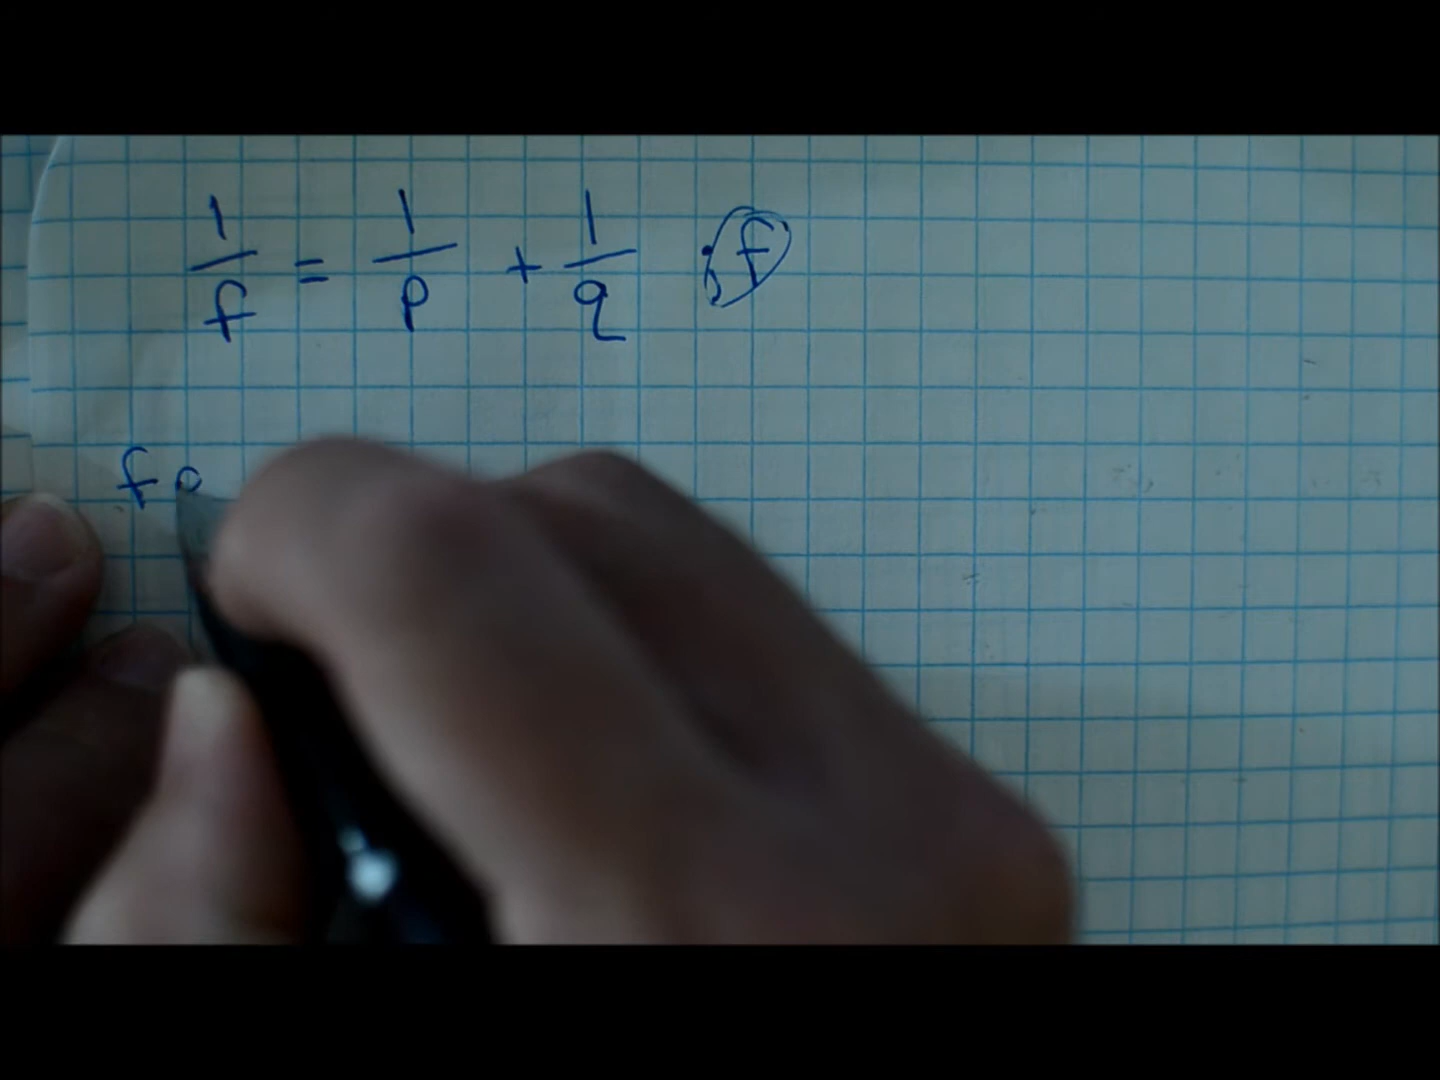 1/f = 1/p + 1/q ; f
f